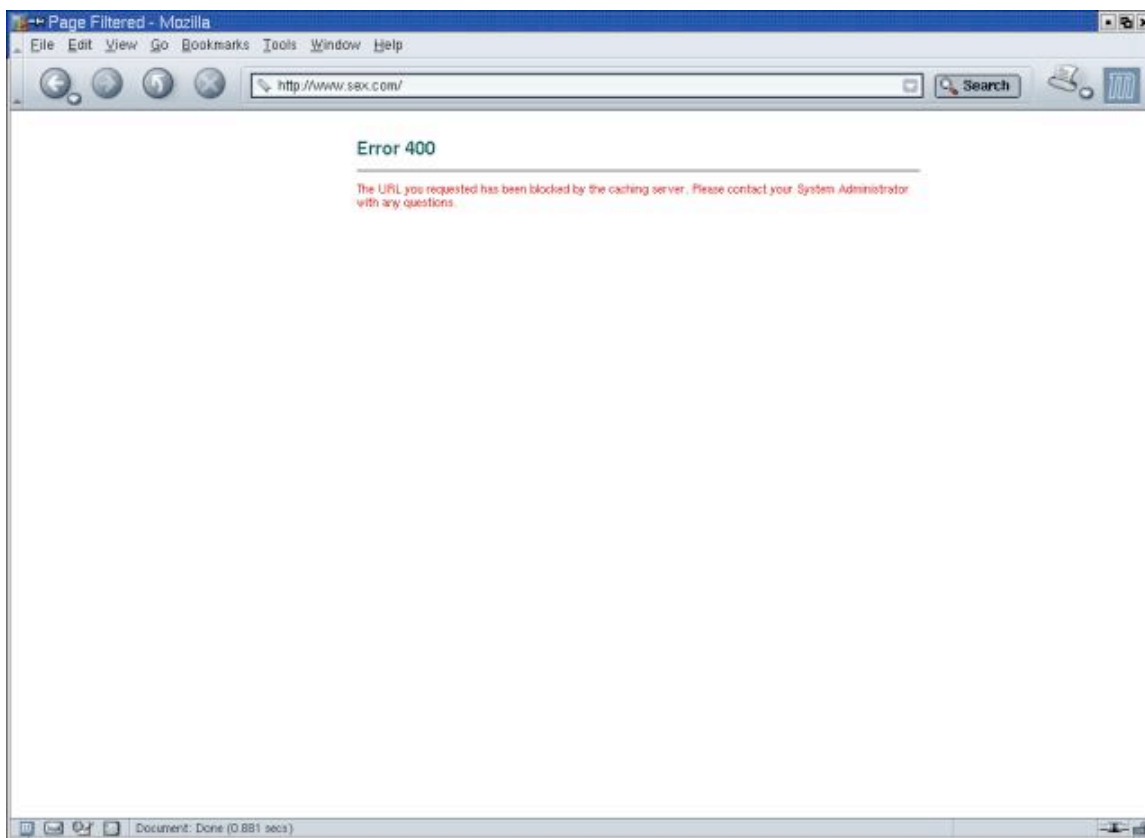 Page Filtered - Mozilla
File Edit View Go Bookmarks Tools Window Help
http://www.sex.com/ Search
Error 400
The URL you requested has been blocked by the caching server. Please contact your System Administrator
with any questions.
Document: Done (0.881 secs)